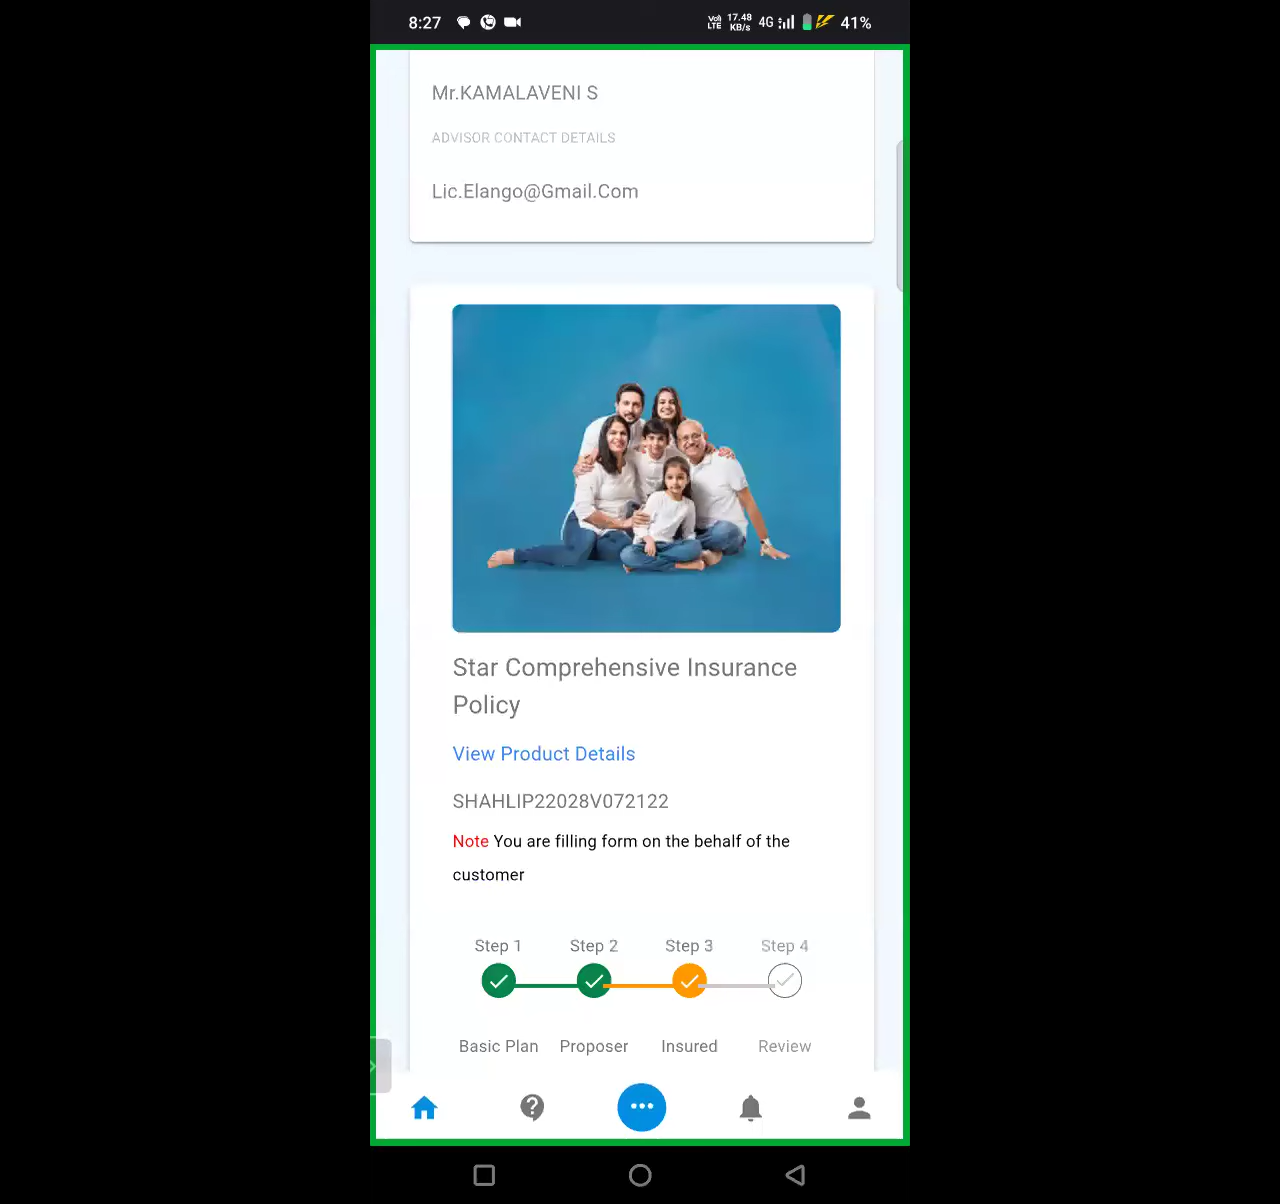 8:27 VoI LTE 17.48 KB/s 4G 41%
Mr.KAMALAVENI S
ADVISOR CONTACT DETAILS
Lic.Elango@Gmail.Com
Star Comprehensive Insurance
Policy
View Product Details
SHAHLIP22028V072122
Note You are filling form on the behalf of the
customer
Step 1 Step 2 Step 3 Step 4
Basic Plan Proposer Insured Review